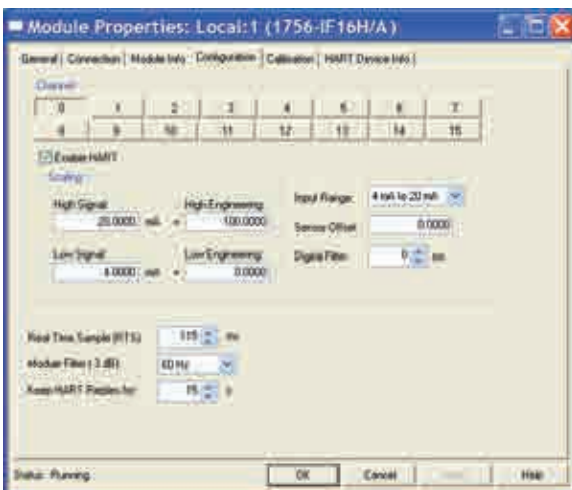 Module Properties: Local:1 (1756-IF16H/A)
General Connection Module Info Configuration Calibration HART Device Info
Channel
0 1 2 3 4 5 6 7
8 9 10 11 12 13 14 15
Enable HART
Scaling
High Signal High Engineering Input Range: 4 mA to 20 mA
20.0000 mA = 100.0000 Sensor Offset: 0.0000
Low Signal Low Engineering Digital Filter: 0 ms
4.0000 mA = 0.0000
Real Time Sample (RTS): ms
Module Filter (-3 dB): 60 Hz
Keep HART Replies for: 15 s
Status: Running OK Cancel Help